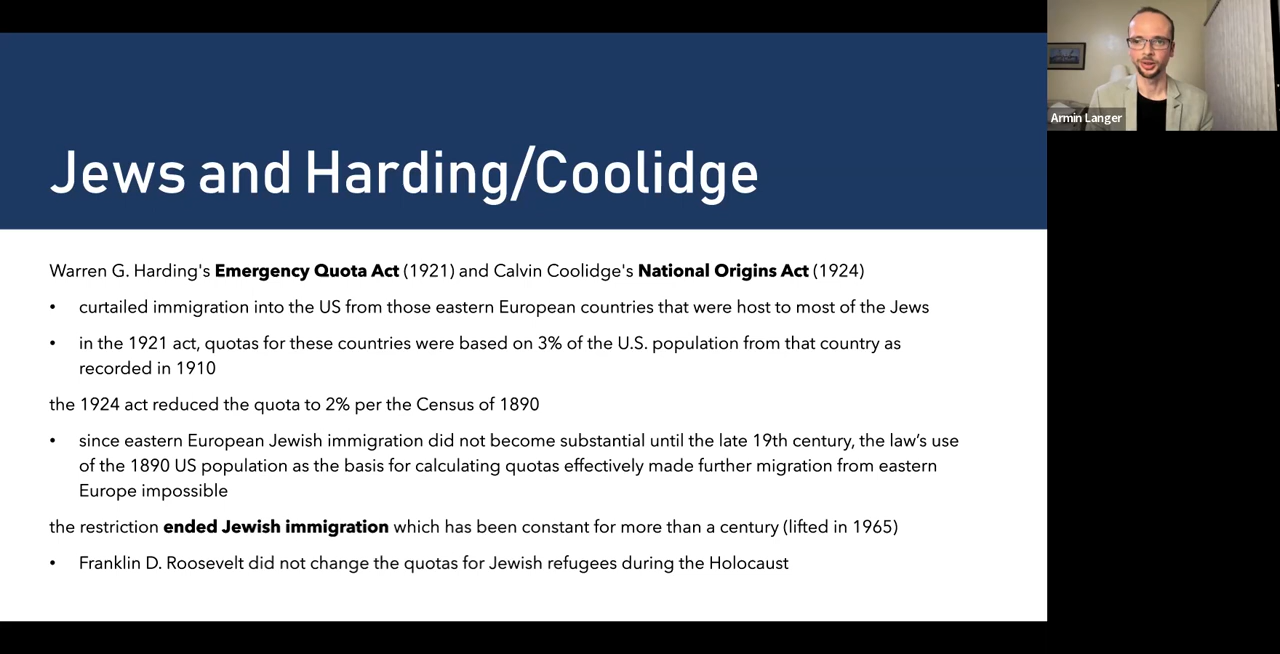 Jews and Harding/Coolidge
Warren G. Harding's Emergency Quota Act (1921) and Calvin Coolidge's National Origins Act (1924)
• curtailed immigration into the US from those eastern European countries that were host to most of the Jews
• in the 1921 act, quotas for these countries were based on 3% of the U.S. population from that country as
recorded in 1910
the 1924 act reduced the quota to 2% per the Census of 1890
• since eastern European Jewish immigration did not become substantial until the late 19th century, the law’s use
of the 1890 US population as the basis for calculating quotas effectively made further migration from eastern
Europe impossible
the restriction ended Jewish immigration which has been constant for more than a century (lifted in 1965)
• Franklin D. Roosevelt did not change the quotas for Jewish refugees during the Holocaust
Armin Langer